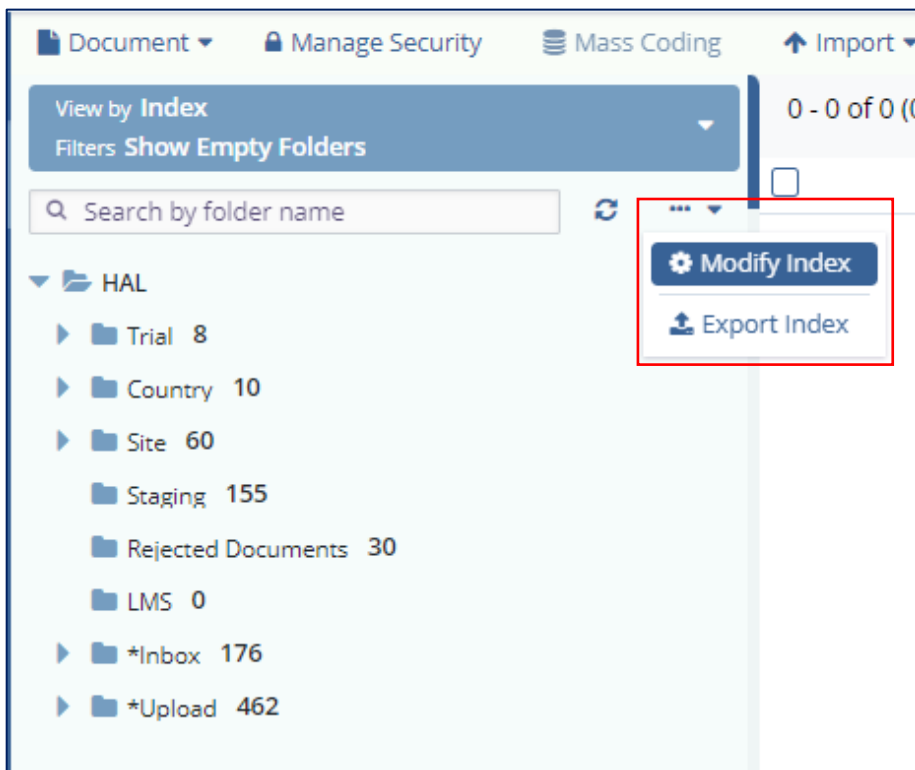 Document Manage Security Mass Coding Import
View by Index
Filters Show Empty Folders
0 - 0 of 0 (
Search by folder name
Modify Index
Export Index
HAL
Trial 8
Country 10
Site 60
Staging 155
Rejected Documents 30
LMS 0
*Inbox 176
*Upload 462